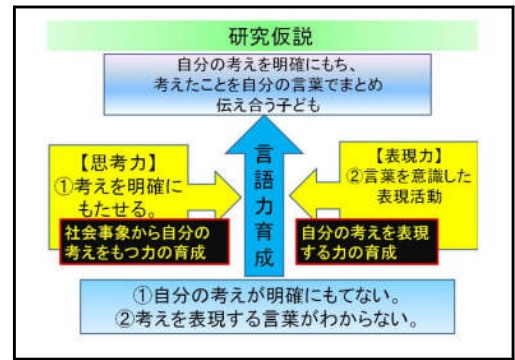 研究仮説
自分の考えを明確にもち、
考えたことを自分の言葉でまとめ
伝え合う子ども
【思考力】
①考えを明確に
もたせる。
社会事象から自分の
考えをもつ力の育成
言語力育成
【表現力】
②言葉を意識した
表現活動
自分の考えを表現
する力の育成
①自分の考えが明確にもてない。
②考えを表現する言葉がわからない。